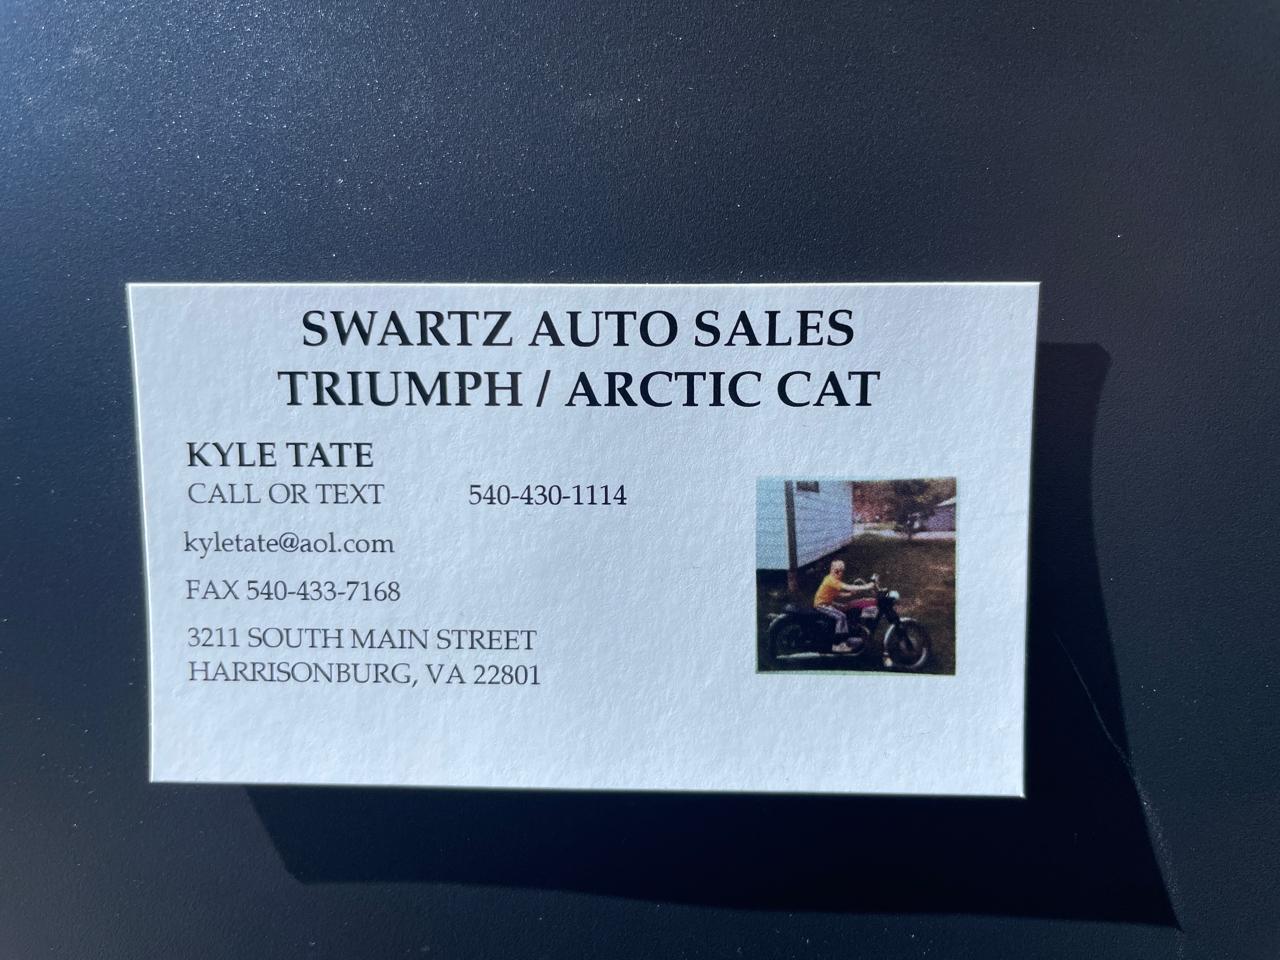 SWARTZ AUTO SALES
TRIUMPH / ARCTIC CAT
KYLE TATE
CALL OR TEXT 540-430-1114
kyletate@aol.com
FAX 540-433-7168
3211 SOUTH MAIN STREET
HARRISONBURG, VA 22801